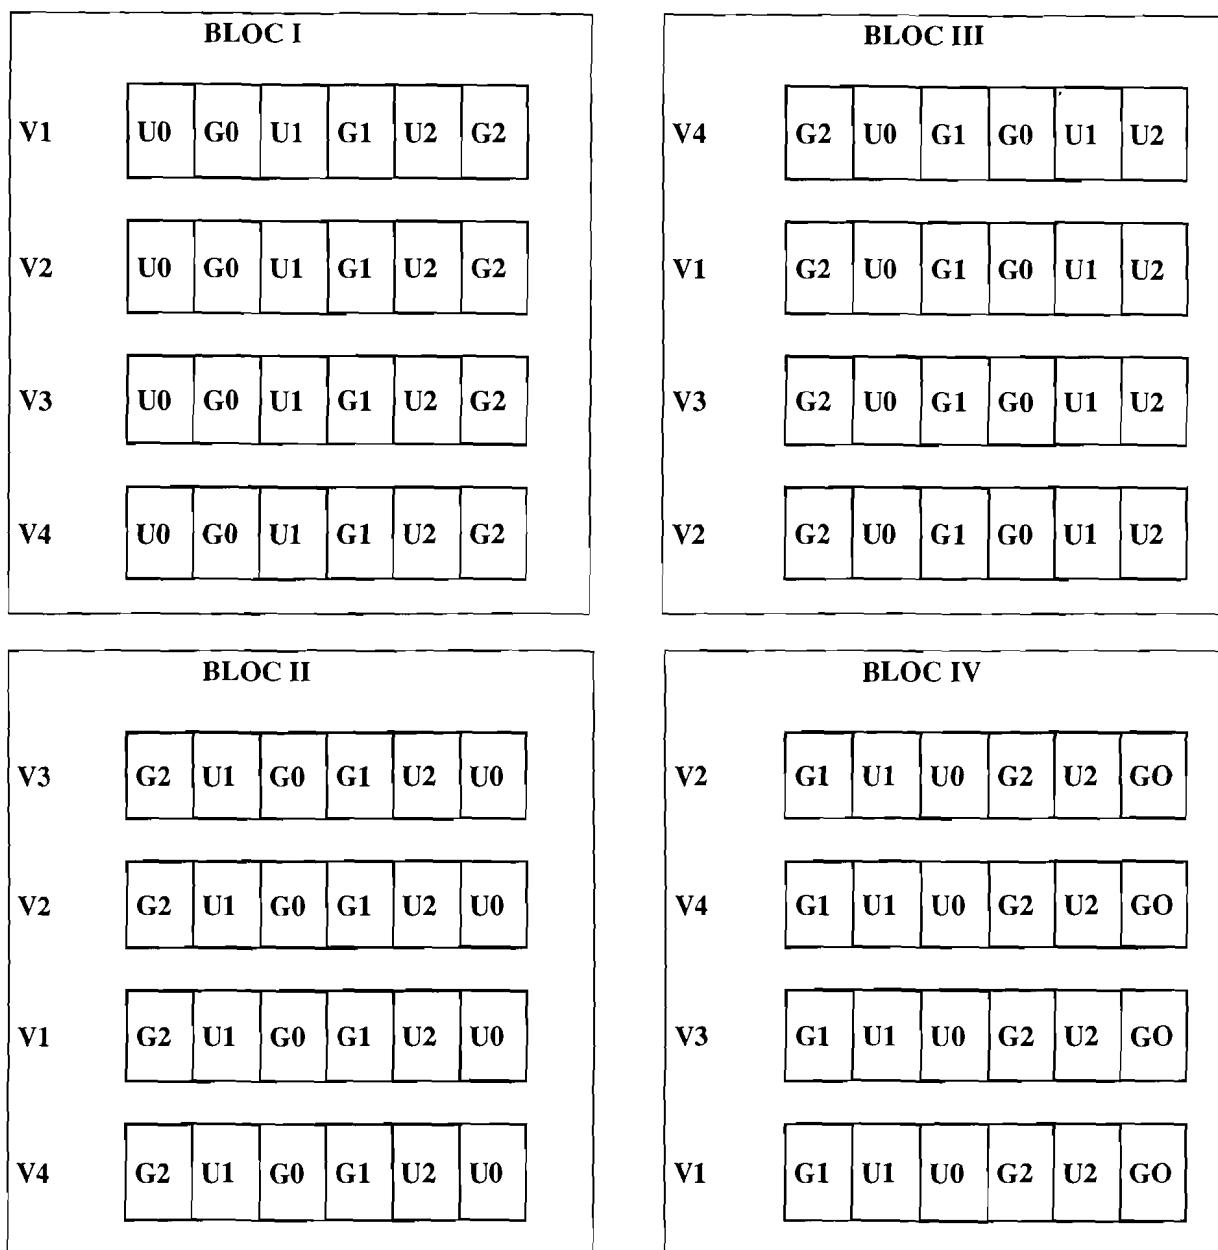 BLOC I
V1 U0 G0 U1 G1 U2 G2
V2 U0 G0 U1 G1 U2 G2
V3 U0 G0 U1 G1 U2 G2
V4 U0 G0 U1 G1 U2 G2
BLOC III
V4 G2 U0 G1 G0 U1 U2
V1 G2 U0 G1 G0 U1 U2
V3 G2 U0 G1 G0 U1 U2
V2 G2 U0 G1 G0 U1 U2
BLOC II
V3 G2 U1 G0 G1 U2 U0
V2 G2 U1 G0 G1 U2 U0
V1 G2 U1 G0 G1 U2 U0
V4 G2 U1 G0 G1 U2 U0
BLOC IV
V2 G1 U1 U0 G2 U2 GO
V4 G1 U1 U0 G2 U2 GO
V3 G1 U1 U0 G2 U2 GO
V1 G1 U1 U0 G2 U2 GO